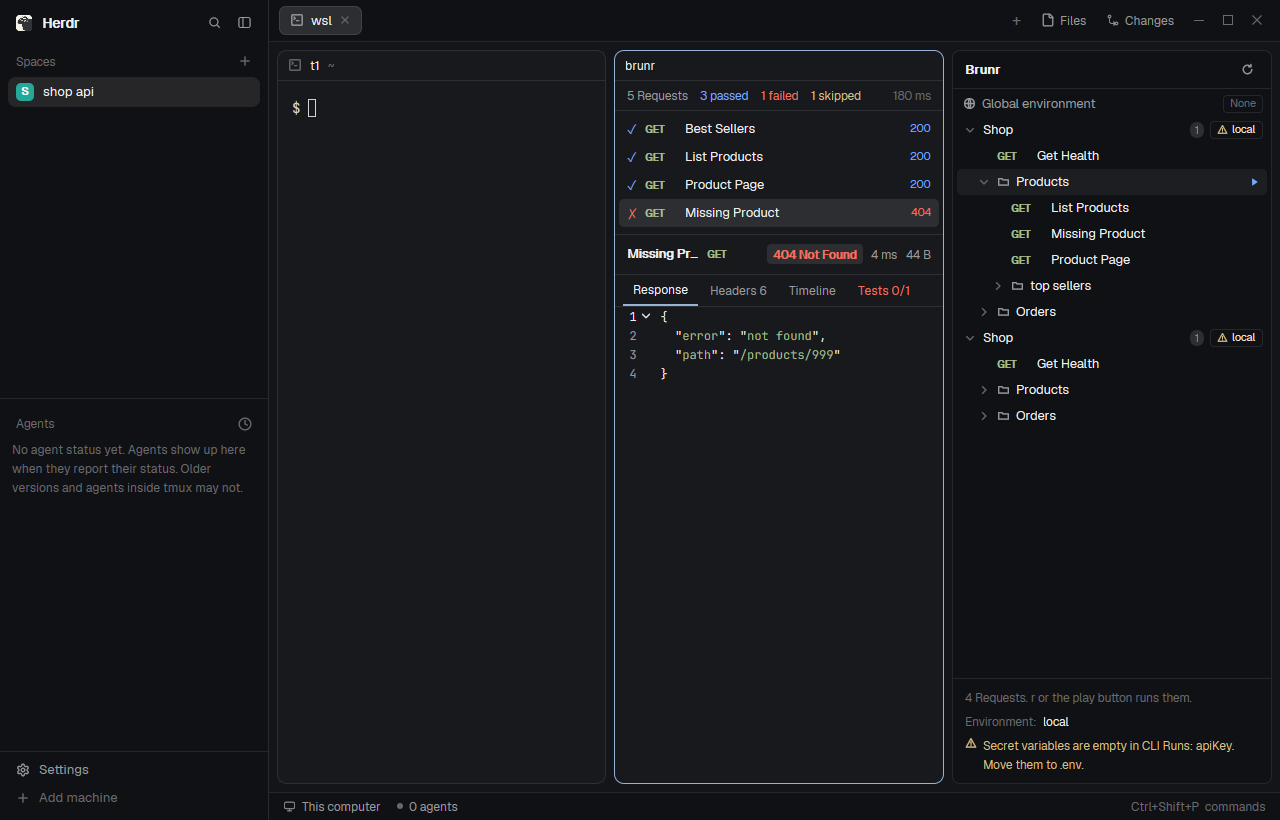 Herdr
Spaces
S shop api
Agents
No agent status yet. Agents show up here
when they report their status. Older
versions and agents inside tmux may not.
Settings
Add machine
wsl
Files
Changes
t1 ~
$
brunr
5 Requests 3 passed 1 failed 1 skipped 180 ms
✓ GET Best Sellers 200
✓ GET List Products 200
✓ GET Product Page 200
✗ GET Missing Product 404
Missing Pr… GET 404 Not Found 4 ms 44 B
Response Headers 6 Timeline Tests 0/1
1 {
2 "error": "not found",
3 "path": "/products/999"
4 }
Brunr
Global environment None
Shop 1 local
GET Get Health
Products
GET List Products
GET Missing Product
GET Product Page
top sellers
Orders
Shop 1 local
GET Get Health
Products
Orders
4 Requests. r or the play button runs them.
Environment: local
Secret variables are empty in CLI Runs: apiKey.
Move them to .env.
This computer 0 agents
Ctrl+Shift+P commands